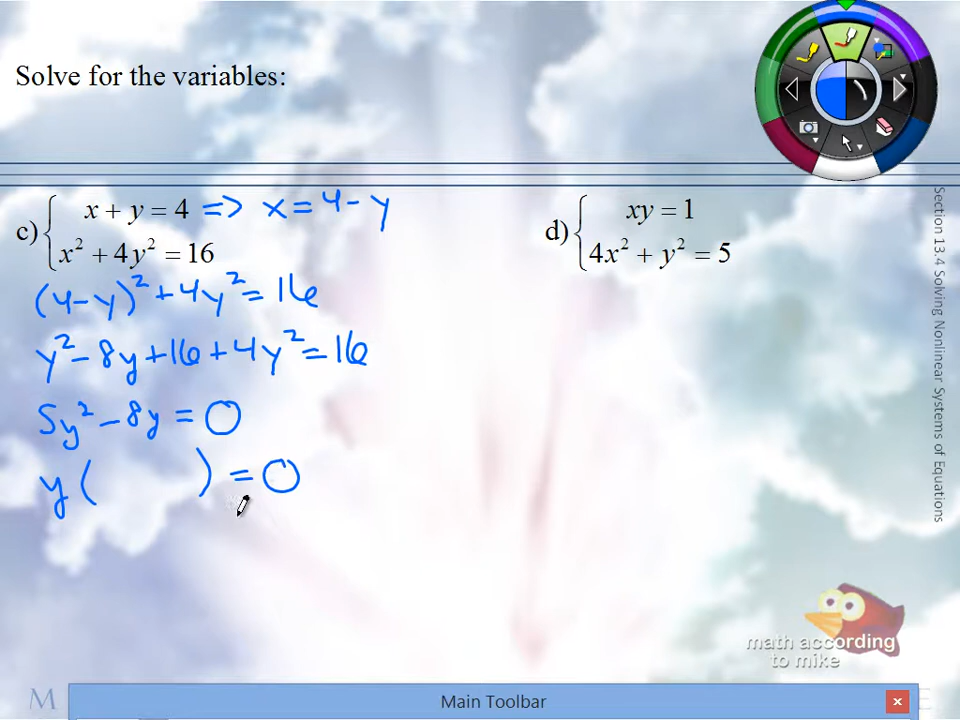 Solve for the variables:
c) x + y = 4 => x = 4 - y
x² + 4y² = 16
(4 - y)² + 4y² = 16
y² - 8y + 16 + 4y² = 16
5y² - 8y = 0
y (        ) = 0
d) xy = 1
4x² + y² = 5
Section 13.4 Solving Nonlinear Systems of Equations
math according
to mike
M
Main Toolbar
E